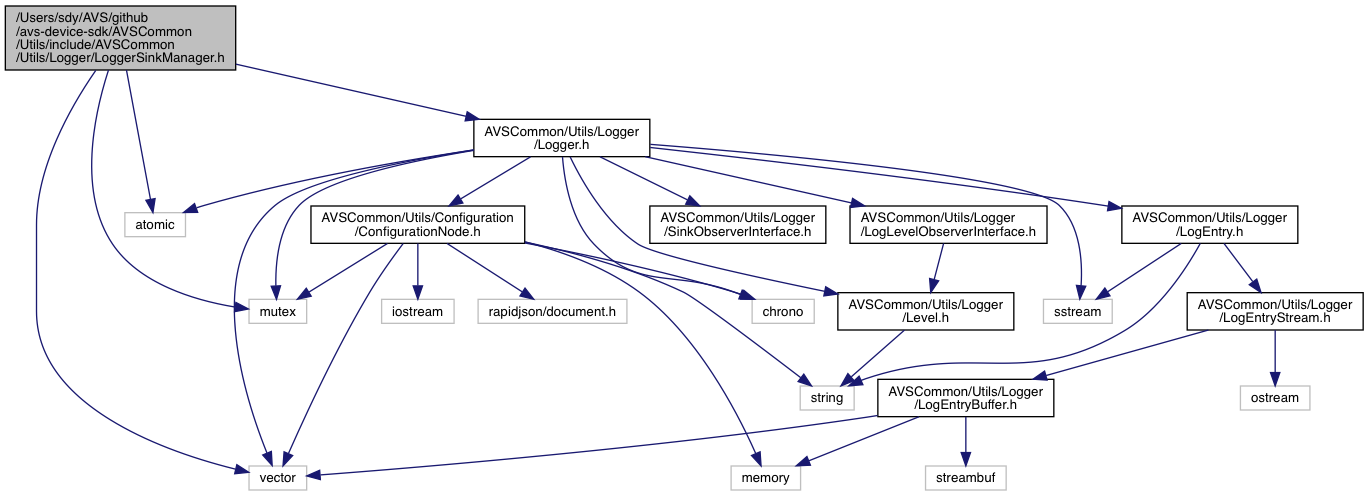 /Users/sdy/AVS/github
/avs-device-sdk/AVSCommon
/Utils/include/AVSCommon
/Utils/Logger/LoggerSinkManager.h
AVSCommon/Utils/Logger
/Logger.h
atomic
AVSCommon/Utils/Configuration
/ConfigurationNode.h
AVSCommon/Utils/Logger
/SinkObserverInterface.h
AVSCommon/Utils/Logger
/LogLevelObserverInterface.h
AVSCommon/Utils/Logger
/LogEntry.h
mutex
iostream
rapidjson/document.h
chrono
AVSCommon/Utils/Logger
/Level.h
sstream
AVSCommon/Utils/Logger
/LogEntryStream.h
string
AVSCommon/Utils/Logger
/LogEntryBuffer.h
ostream
vector
memory
streambuf